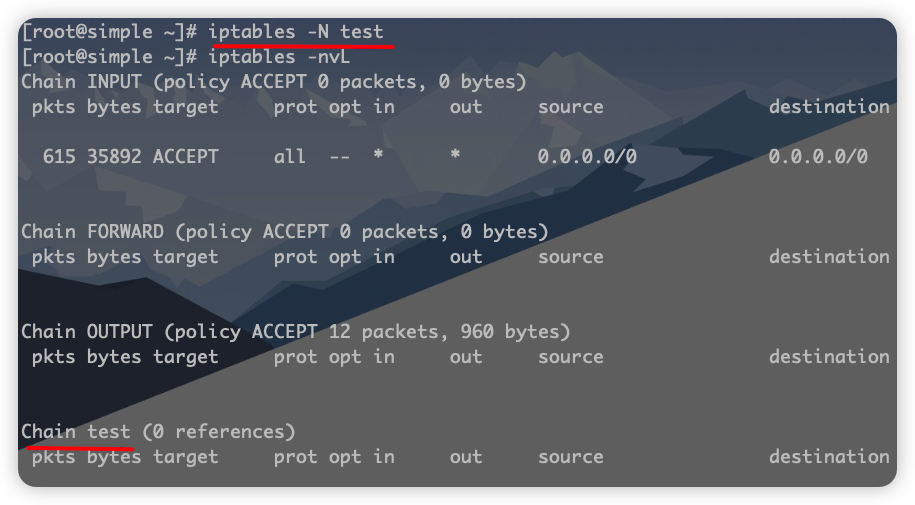 [root@simple ~]# iptables -N test
[root@simple ~]# iptables -nvL
Chain INPUT (policy ACCEPT 0 packets, 0 bytes)
pkts bytes target prot opt in out source destination
615 35892 ACCEPT all -- * * 0.0.0.0/0 0.0.0.0/0
Chain FORWARD (policy ACCEPT 0 packets, 0 bytes)
pkts bytes target prot opt in out source destination
Chain OUTPUT (policy ACCEPT 12 packets, 960 bytes)
pkts bytes target prot opt in out source destination
Chain test (0 references)
pkts bytes target prot opt in out source destination